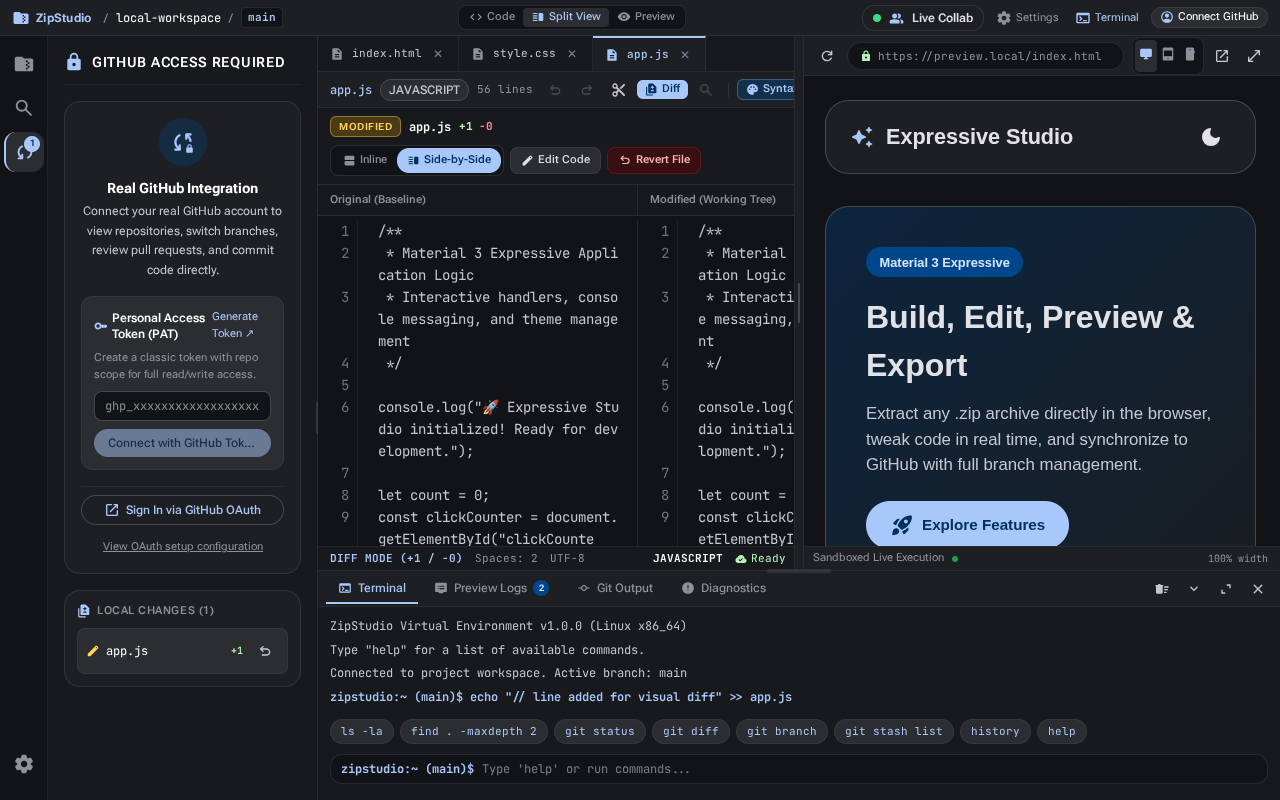 ZipStudio / local-workspace / main
Code Split View Preview
Live Collab Settings Terminal Connect GitHub
GITHUB ACCESS REQUIRED
1
Real GitHub Integration
Connect your real GitHub account to
view repositories, switch branches,
review pull requests, and commit
code directly.
Personal Access
Token (PAT)
Generate
Token ↗
Create a classic token with repo
scope for full read/write access.
ghp_xxxxxxxxxxxxxxxxxx
Connect with GitHub Tok...
Sign In via GitHub OAuth
View OAuth setup configuration
LOCAL CHANGES (1)
app.js +1
index.html style.css app.js
app.js JAVASCRIPT 56 lines Diff Synta
MODIFIED app.js +1 -0
Inline Side-by-Side Edit Code Revert File
Original (Baseline)
1 /**
2 * Material 3 Expressive Appli
cation Logic
3 * Interactive handlers, conso
le messaging, and theme manage
ment
4 */
5
6 console.log("🚀 Expressive Stu
dio initialized! Ready for dev
elopment.");
7
8 let count = 0;
9 const clickCounter = document.
getElementById("clickCounte
Modified (Working Tree)
1 /**
2 * Material
ation Logic
3 * Interacti
e messaging,
nt
4 */
5
6 console.log(
dio initiali
lopment.");
7
8 let count =
9 const clickC
etElementByI
DIFF MODE (+1 / -0) Spaces: 2 UTF-8 JAVASCRIPT Ready
https://preview.local/index.html
Expressive Studio
Material 3 Expressive
Build, Edit, Preview &
Export
Extract any .zip archive directly in the browser,
tweak code in real time, and synchronize to
GitHub with full branch management.
Explore Features
Sandboxed Live Execution 100% width
Terminal Preview Logs 2 Git Output Diagnostics
ZipStudio Virtual Environment v1.0.0 (Linux x86_64)
Type "help" for a list of available commands.
Connected to project workspace. Active branch: main
zipstudio:~ (main)$ echo "// line added for visual diff" >> app.js
ls -la find . -maxdepth 2 git status git diff git branch git stash list history help
zipstudio:~ (main)$ Type 'help' or run commands...